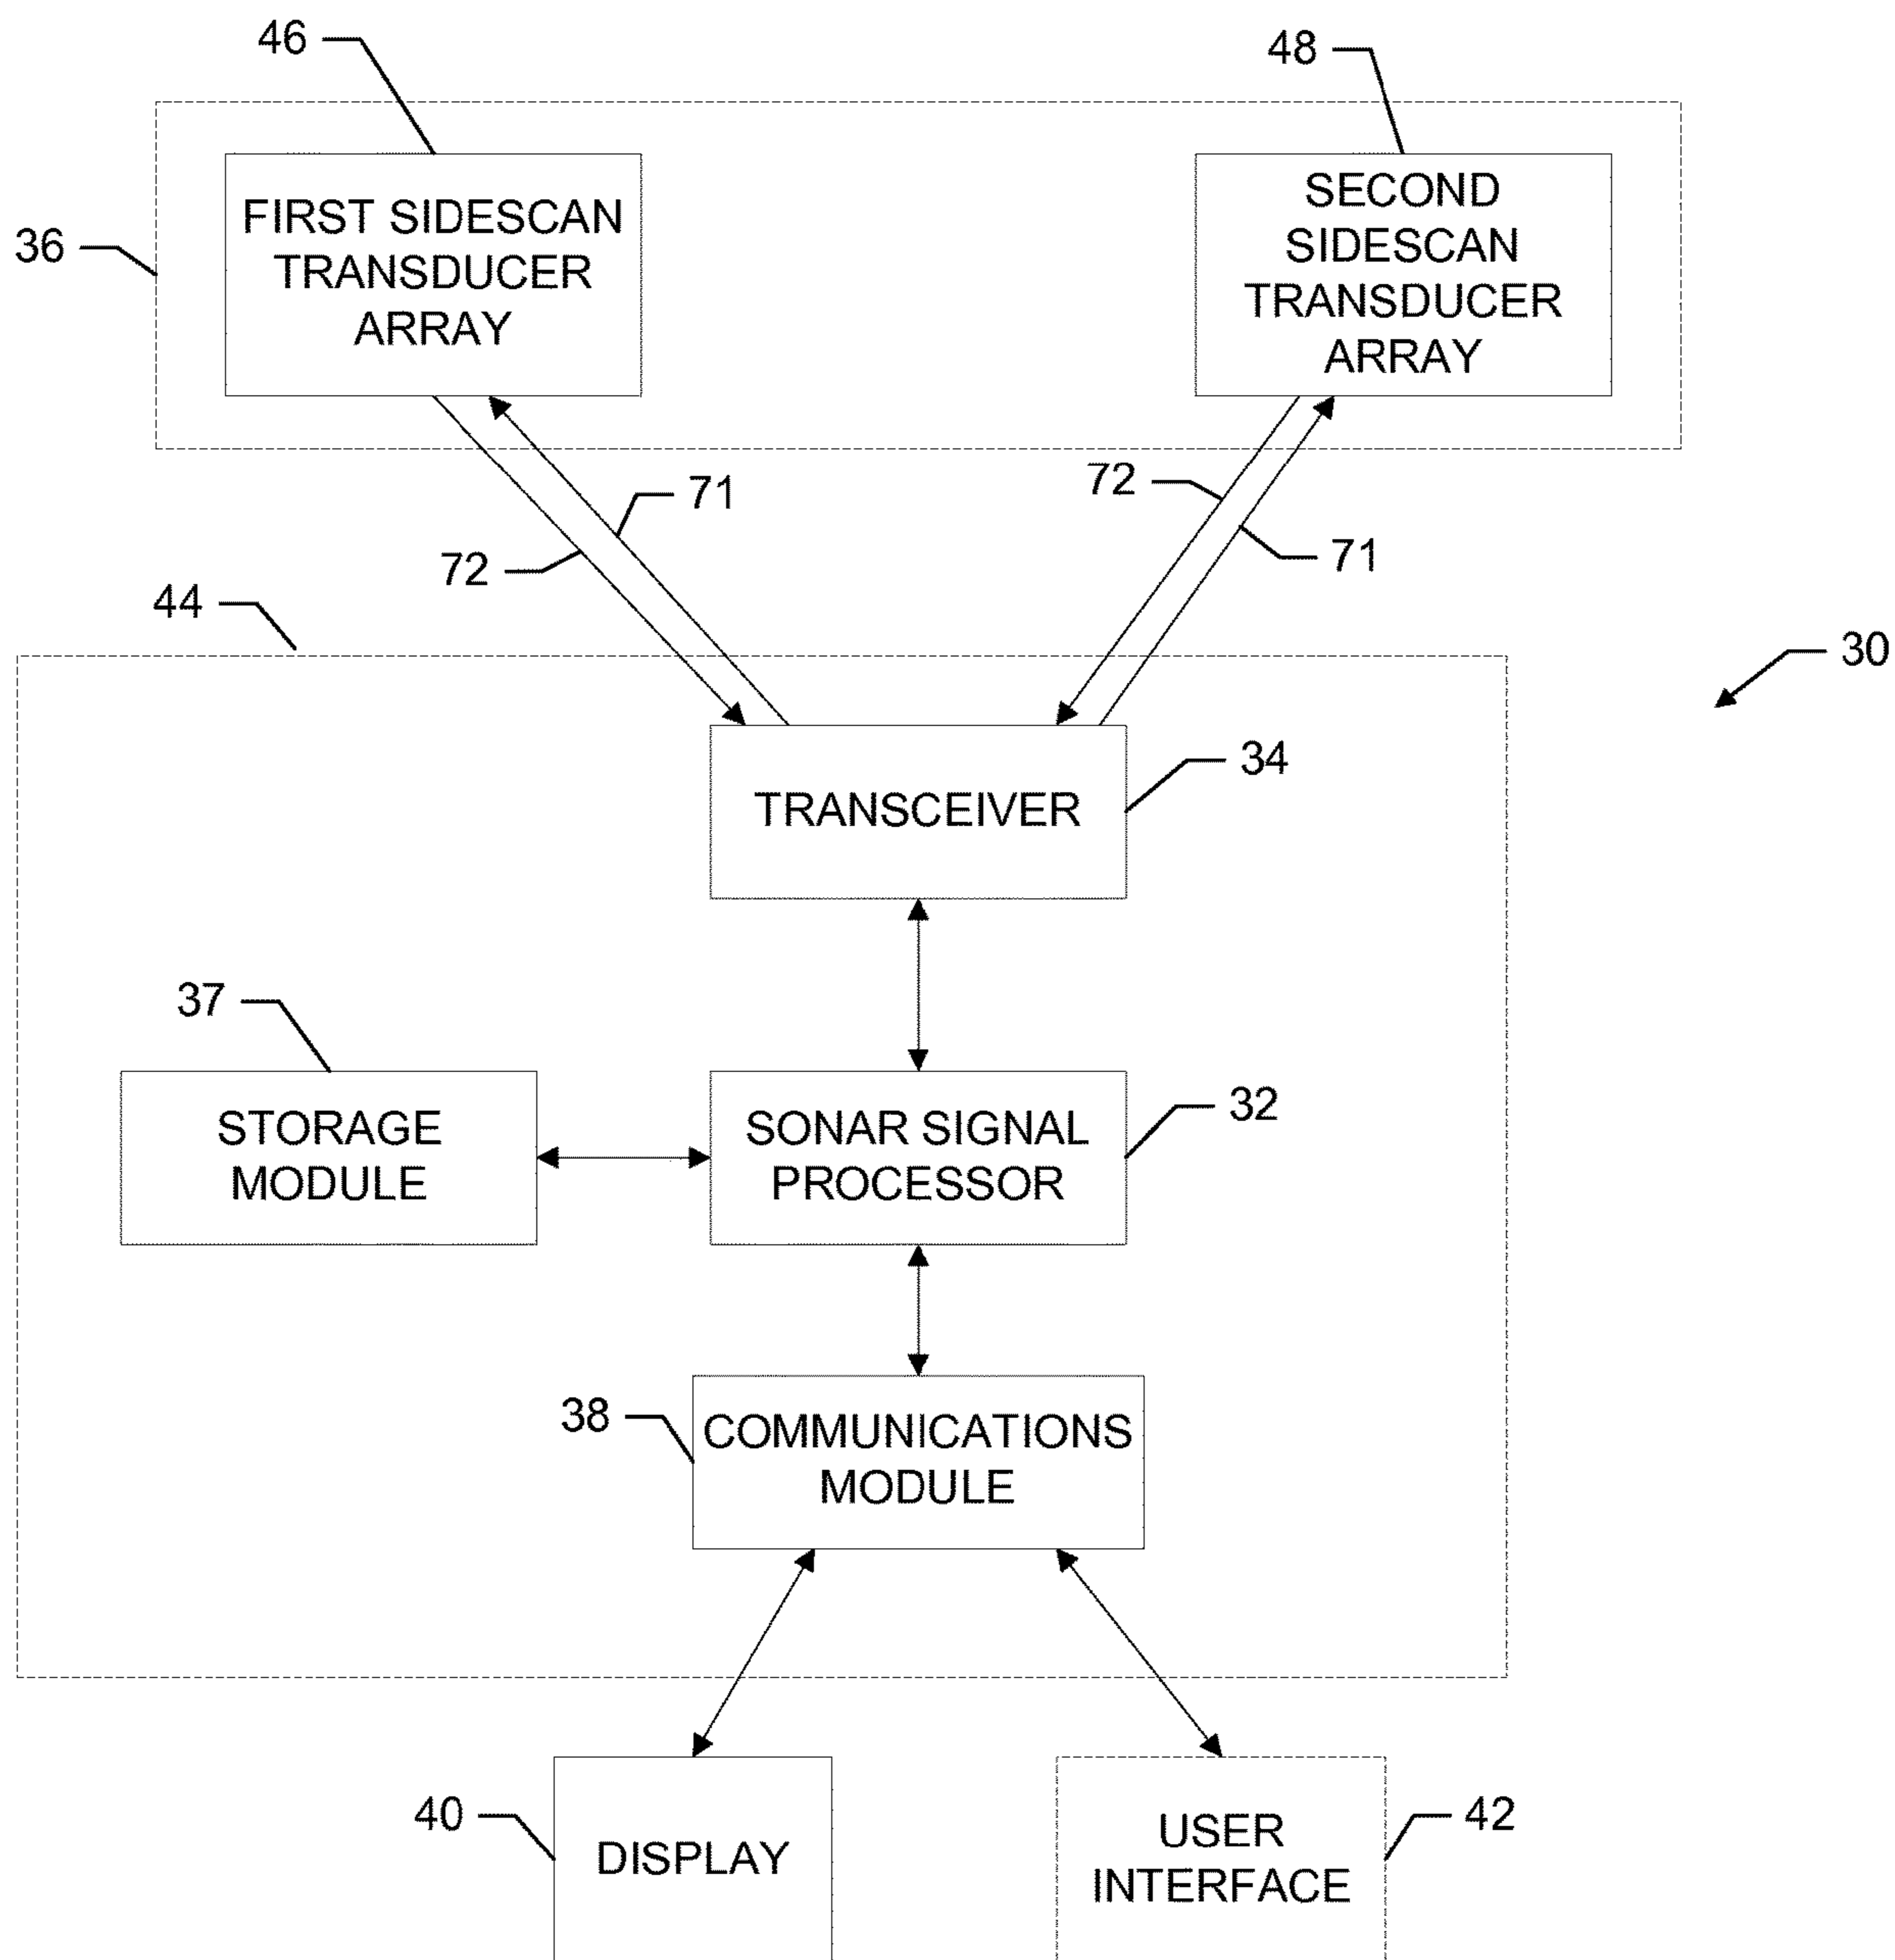 46
48
FIRST SIDESCAN
TRANSDUCER
ARRAY
SECOND
SIDESCAN
TRANSDUCER
ARRAY
36
72
71
72
71
44
30
TRANSCEIVER
34
37
STORAGE
MODULE
SONAR SIGNAL
PROCESSOR
32
38
COMMUNICATIONS
MODULE
40
DISPLAY
USER
INTERFACE
42